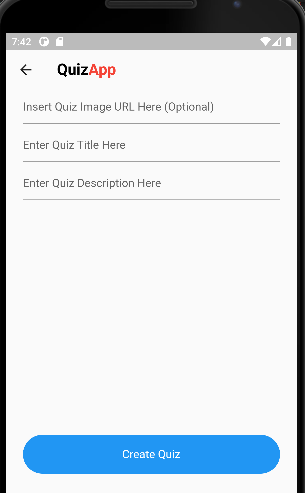 7:42
QuizApp
Insert Quiz Image URL Here (Optional)
Enter Quiz Title Here
Enter Quiz Description Here
Create Quiz